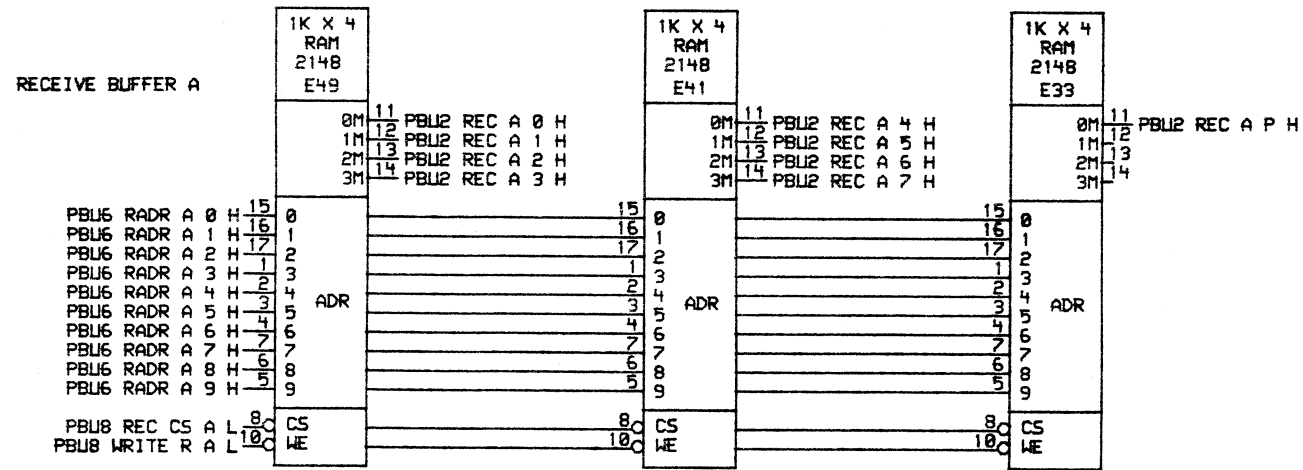 RECEIVE BUFFER A
1K X 4
RAM
2148
E49
0M 11 PBU2 REC A 0 H
1M 12 PBU2 REC A 1 H
2M 13 PBU2 REC A 2 H
3M 14 PBU2 REC A 3 H
PBU6 RADR A 0 H 15 0
PBU6 RADR A 1 H 16 1
PBU6 RADR A 2 H 17 2
PBU6 RADR A 3 H 1 3
PBU6 RADR A 4 H 2 4
PBU6 RADR A 5 H 3 5
PBU6 RADR A 6 H 4 6
PBU6 RADR A 7 H 7 7
PBU6 RADR A 8 H 6 8
PBU6 RADR A 9 H 5 9
ADR
PBU8 REC CS A L 8 CS
PBU8 WRITE R A L 10 WE
1K X 4
RAM
2148
E41
0M 11 PBU2 REC A 4 H
1M 12 PBU2 REC A 5 H
2M 13 PBU2 REC A 6 H
3M 14 PBU2 REC A 7 H
15 0
16 1
17 2
1 3
2 4
3 5
4 6
7 7
6 8
5 9
ADR
8 CS
10 WE
1K X 4
RAM
2148
E33
0M 11 PBU2 REC A P H
1M 12
2M 13
3M 14
15 0
16 1
17 2
1 3
2 4
3 5
4 6
7 7
6 8
5 9
ADR
8 CS
10 WE